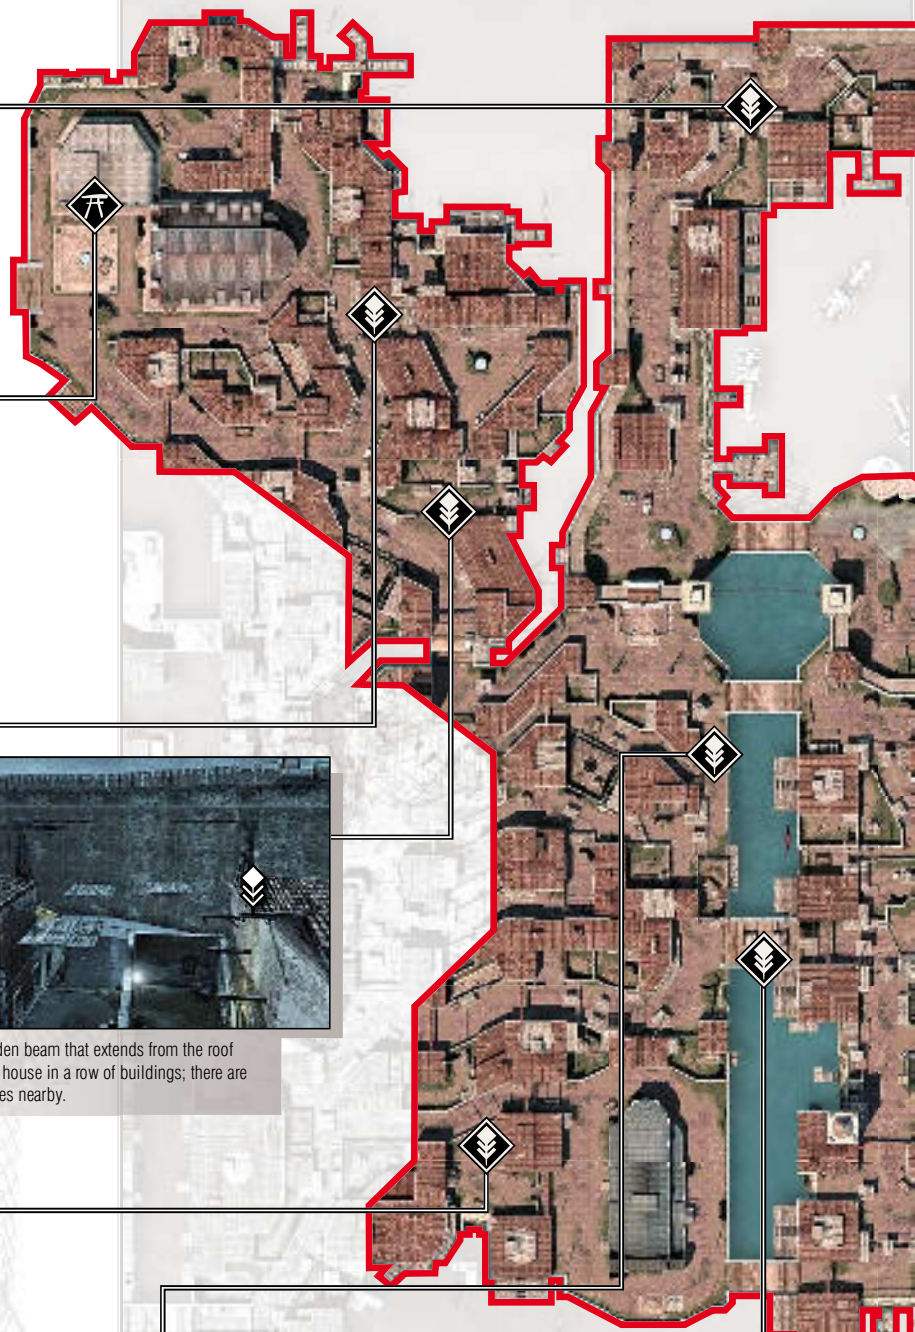 den beam that extends from the roof
house in a row of buildings; there are
es nearby.